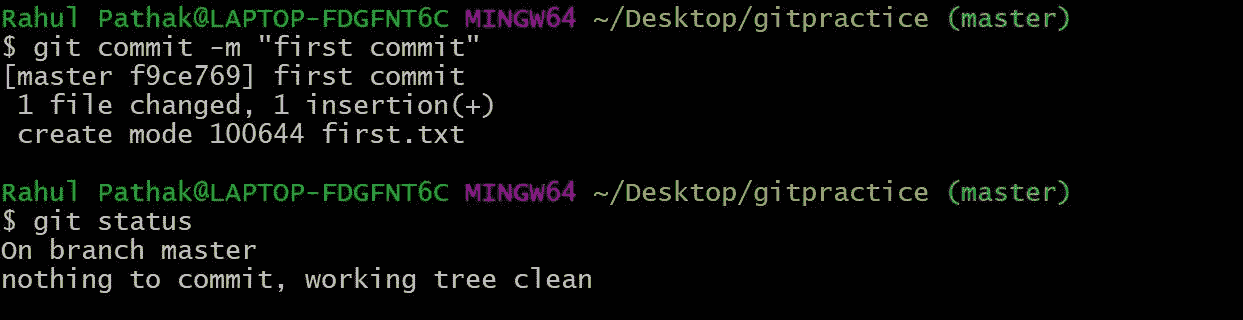 Rahul Pathak@LAPTOP-FDGFNT6C MINGW64 ~/Desktop/gitpractice (master)
$ git commit -m "first commit"
[master f9ce769] first commit
 1 file changed, 1 insertion(+)
 create mode 100644 first.txt

Rahul Pathak@LAPTOP-FDGFNT6C MINGW64 ~/Desktop/gitpractice (master)
$ git status
On branch master
nothing to commit, working tree clean